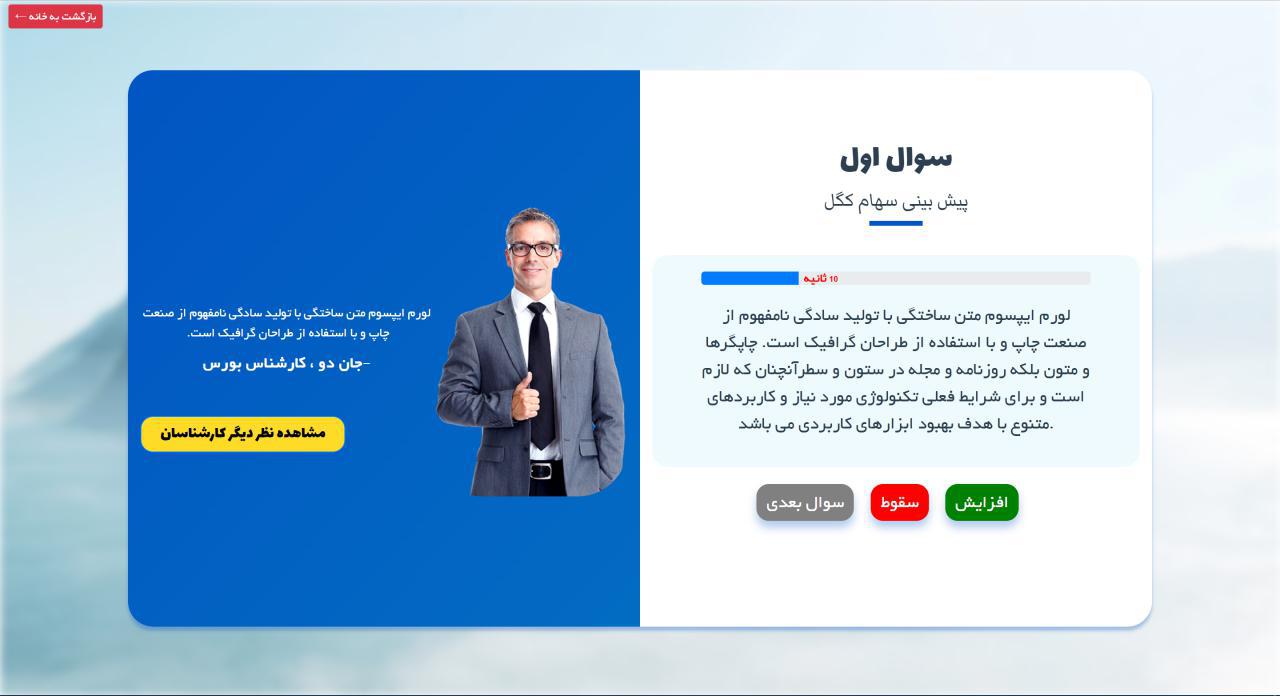 بازگشت به خانه ←
سوال اول
پیش بینی سهام کگل
10 ثانیه
لورم ایپسوم متن ساختگی با تولید سادگی نامفهوم از
صنعت چاپ و با استفاده از طراحان گرافیک است. چاپگرها
و متون بلکه روزنامه و مجله در ستون و سطرآنچنان که لازم
است و برای شرایط فعلی تکنولوژی مورد نیاز و کاربردهای
متنوع با هدف بهبود ابزارهای کاربردی می باشد.
افزایش
سقوط
سوال بعدی
لورم ایپسوم متن ساختگی با تولید سادگی نامفهوم از صنعت
چاپ و با استفاده از طراحان گرافیک است.
-جان دو ، کارشناس بورس
مشاهده نظر دیگر کارشناسان